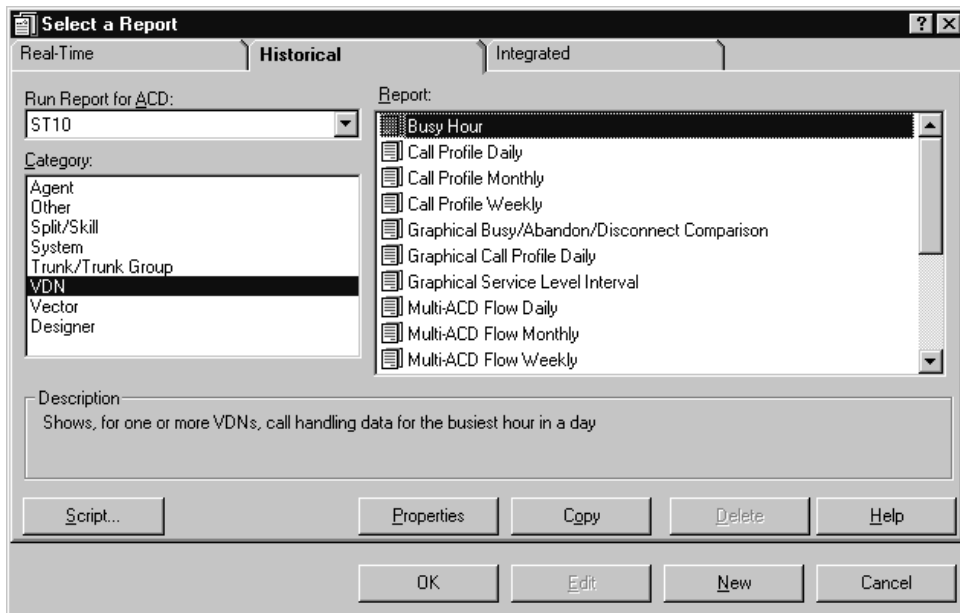 Select a Report
Real-Time
Historical
Integrated
Run Report for ACD:
ST10
Category:
Agent
Other
Split/Skill
System
Trunk/Trunk Group
VDN
Vector
Designer
Report:
Busy Hour
Call Profile Daily
Call Profile Monthly
Call Profile Weekly
Graphical Busy/Abandon/Disconnect Comparison
Graphical Call Profile Daily
Graphical Service Level Interval
Multi-ACD Flow Daily
Multi-ACD Flow Monthly
Multi-ACD Flow Weekly
Description
Shows, for one or more VDNs, call handling data for the busiest hour in a day
Script...
Properties
Copy
Delete
Help
OK
Edit
New
Cancel